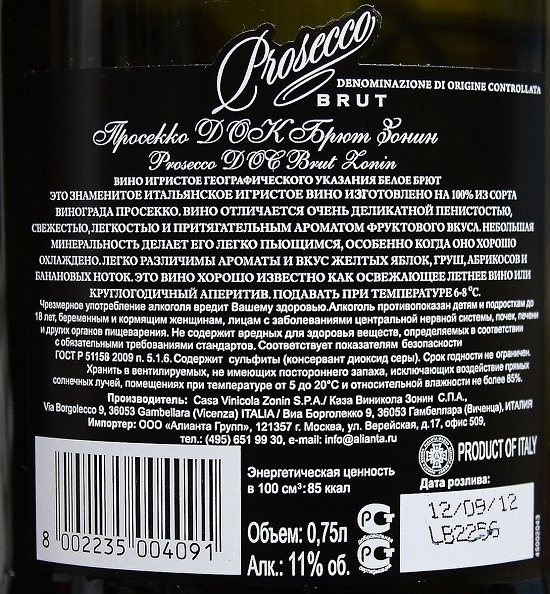 Prosecco
DENOMINAZIONE DI ORIGINE CONTROLLATA
BRUT
Просекко ДОК Брют Зонин
Prosecco DOC Brut Zonin
ВИНО ИГРИСТОЕ ГЕОГРАФИЧЕСКОГО УКАЗАНИЯ БЕЛОЕ БРЮТ
ЭТО ЗНАМЕНИТОЕ ИТАЛЬЯНСКОЕ ИГРИСТОЕ ВИНО ИЗГОТОВЛЕНО НА 100% ИЗ СОРТА
ВИНОГРАДА ПРОСЕККО. ВИНО ОТЛИЧАЕТСЯ ОЧЕНЬ ДЕЛИКАТНОЙ ПЕНИСТОСТЬЮ,
СВЕЖЕСТЬЮ, ЛЕГКОСТЬЮ И ПРИТЯГАТЕЛЬНЫМ АРОМАТОМ ФРУКТОВОГО ВКУСА. НЕБОЛЬШАЯ
МИНЕРАЛЬНОСТЬ ДЕЛАЕТ ЕГО ЛЕГКО ПЬЮЩИМСЯ, ОСОБЕННО КОГДА ОНО ХОРОШО
ОХЛАЖДЕНО. ЛЕГКО РАЗЛИЧИМЫ АРОМАТЫ И ВКУС ЖЕЛТЫХ ЯБЛОК, ГРУШ, АБРИКОСОВ И
БАНАНОВЫХ НОТОК. ЭТО ВИНО ХОРОШО ИЗВЕСТНО КАК ОСВЕЖАЮЩЕЕ ЛЕТНЕЕ ВИНО ИЛИ
КРУГЛОГОДИЧНЫЙ АПЕРИТИВ. ПОДАВАТЬ ПРИ ТЕМПЕРАТУРЕ 6-8 °С.
Чрезмерное употребление алкоголя вредит Вашему здоровью.Алкоголь противопоказан детям и подросткам до
18 лет, беременным и кормящим женщинам, лицам с заболеваниями центральной нервной системы, почек, печени
и других органов пищеварения. Не содержит вредных для здоровья веществ, определяемых в соответствии
с обязательными требованиями стандартов. Соответствует показателям безопасности
ГОСТ Р 51158 2009 п. 5.1.6. Содержит сульфиты (консервант диоксид серы). Срок годности не ограничен.
Хранить в вентилируемых, не имеющих постороннего запаха, исключающих воздействие прямых
солнечных лучей, помещениях при температуре от 5 до 20°С и относительной влажности не более 85%.
Производитель: Casa Vinicola Zonin S.P.A./ Каза Виникола Зонин С.П.А.,
Via Borgolecco 9, 36053 Gambellara (Vicenza) ITALIA / Виа Борголекко 9, 36053 Гамбеллара (Виченца), ИТАЛИЯ
Импортер: ООО «Алианта Групп», 121357 г. Москва, ул. Верейская, д.17, офис 509,
тел.: (495) 651 99 30, e-mail: info@alianta.ru
PRODUCT OF ITALY
Энергетическая ценность
в 100 см³: 85 ккал
Дата розлива:
12/09/12
LB2256
Объем: 0,75л
Алк.: 11% об.
8 002235 004091
45002043